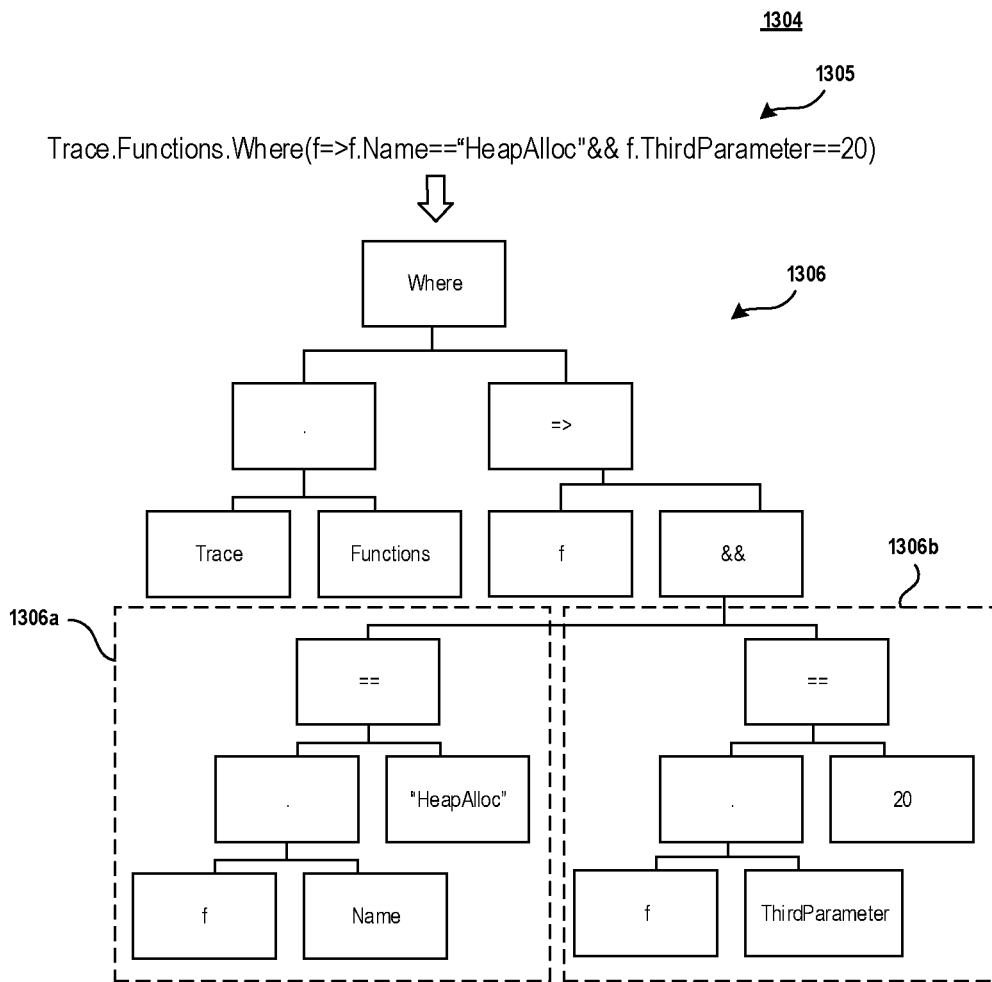 1304
1305
Trace.Functions.Where(f=>f.Name==“HeapAlloc"&& f.ThirdParameter==20)
Where
1306
.
=>
Trace
Functions
f
&&
1306b
1306a
==
==
.
"HeapAlloc"
.
20
f
Name
f
ThirdParameter